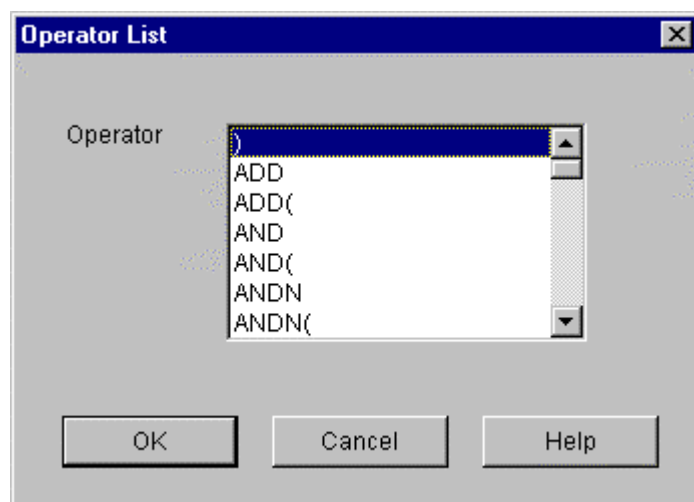 Operator List
Operator
)
ADD
ADD(
AND
AND(
ANDN
ANDN(
OK Cancel Help